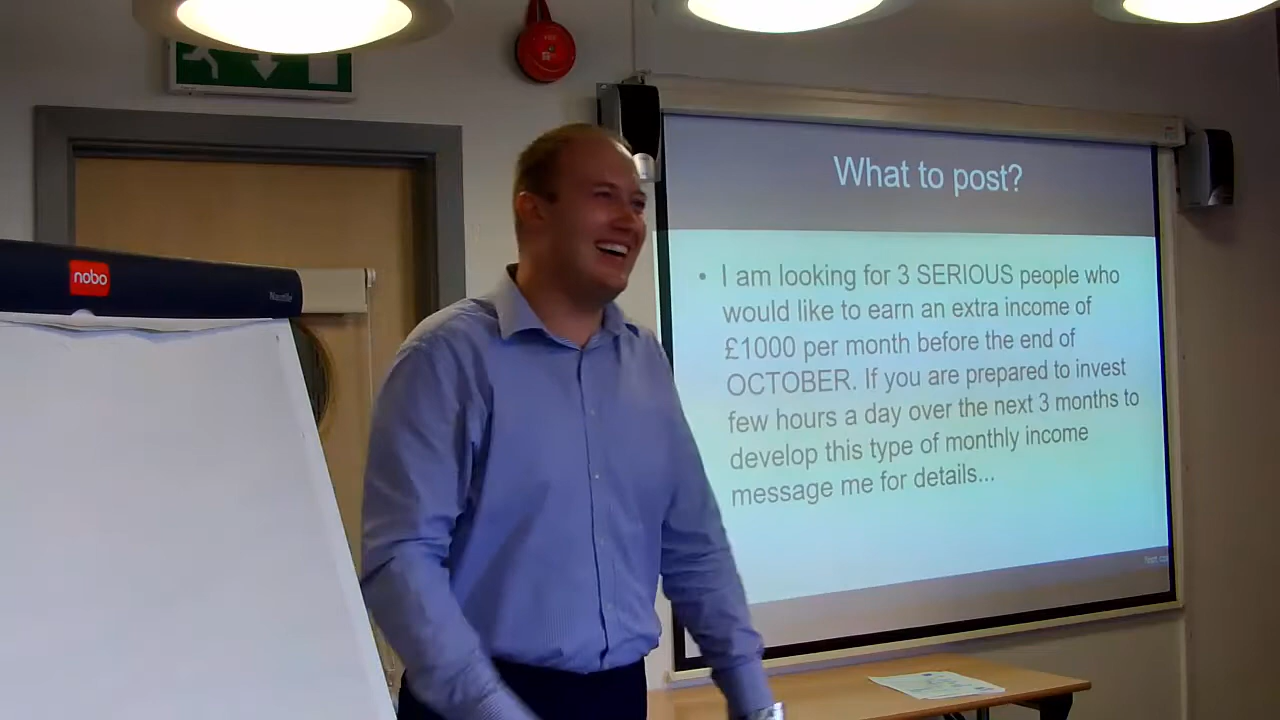 nobo
What to post?
• I am looking for 3 SERIOUS people who
would like to earn an extra income of
£1000 per month before the end of
OCTOBER. If you are prepared to invest
few hours a day over the next 3 months to
develop this type of monthly income
message me for details...